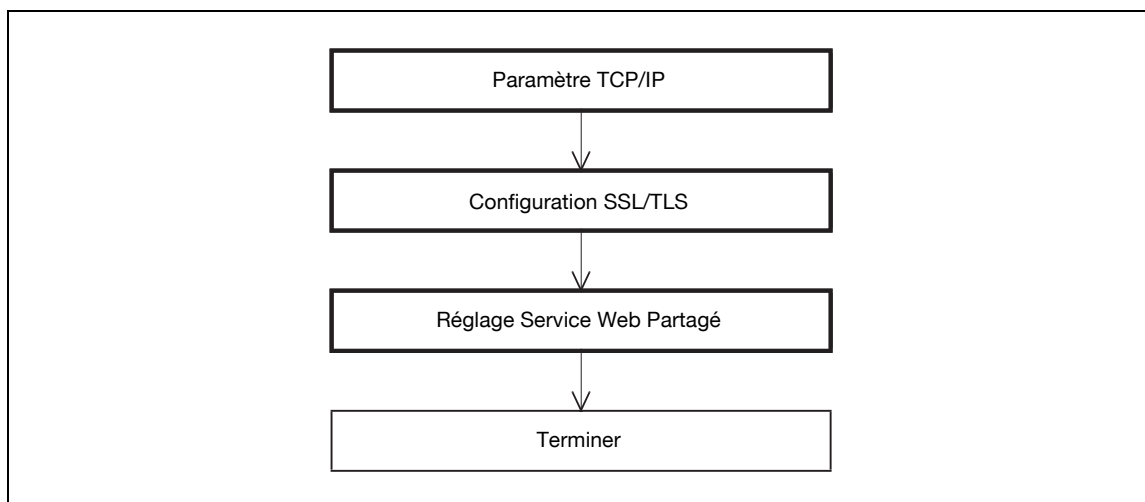 Paramètre TCP/IP
Configuration SSL/TLS
Réglage Service Web Partagé
Terminer